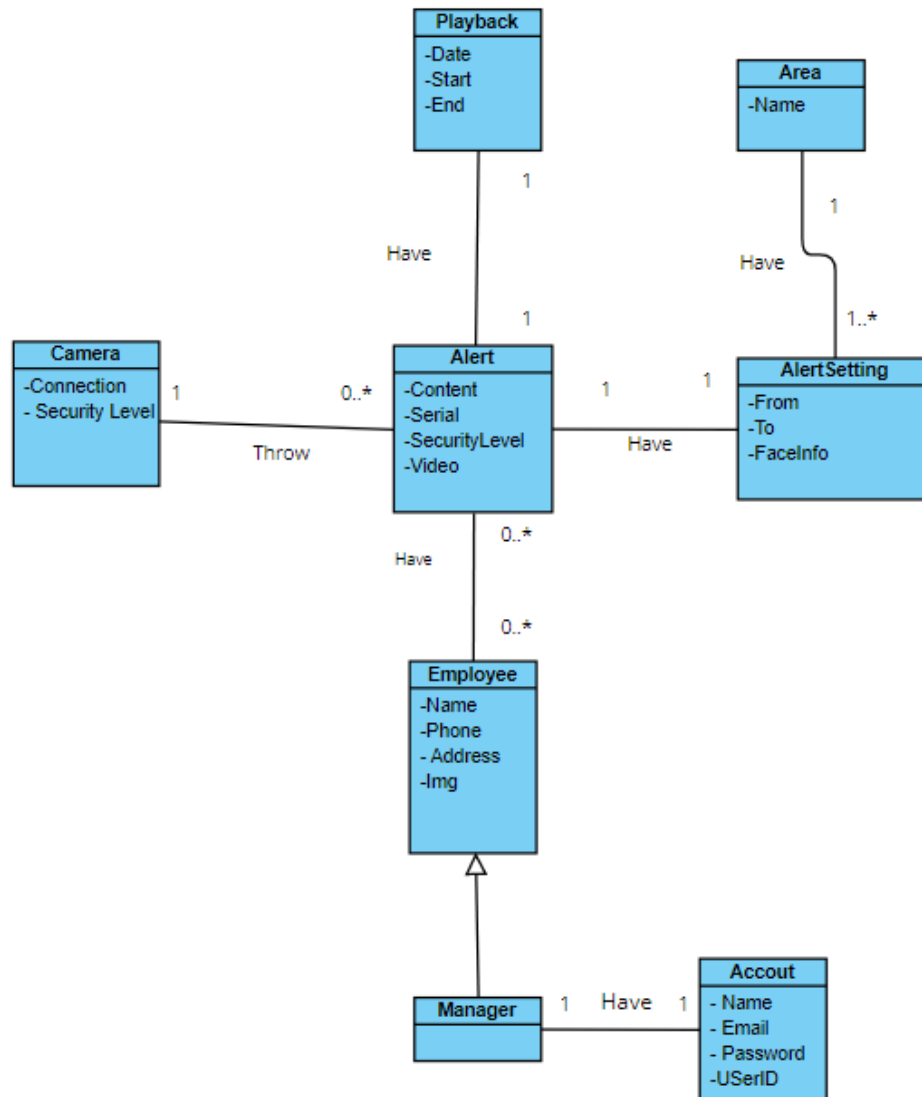 Playback
-Date
-Start
-End
Area
-Name
1
1
Have
Have
1
1..*
Camera
-Connection
- Security Level
1
0..*
Throw
Alert
-Content
-Serial
-SecurityLevel
-Video
1
1
Have
AlertSetting
-From
-To
-FaceInfo
0..*
Have
0..*
Employee
-Name
-Phone
- Address
-Img
Manager
1
Have
1
Accout
- Name
- Email
- Password
-USerID